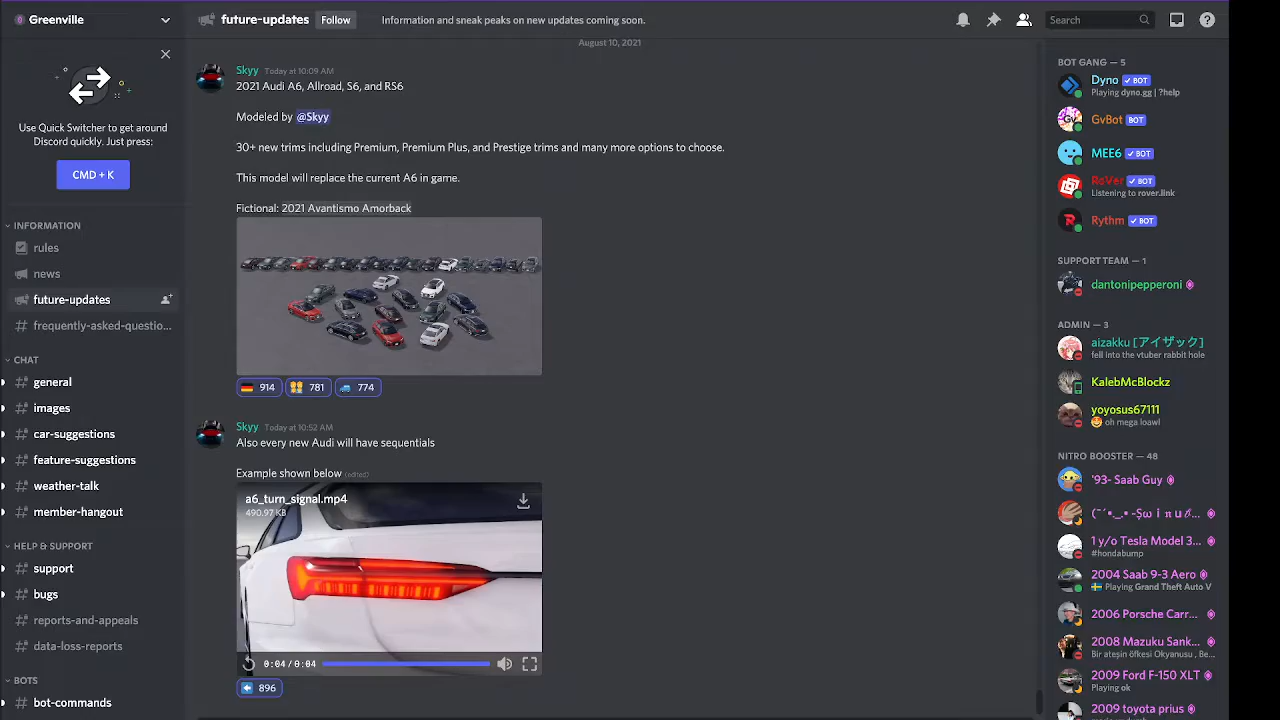 Greenville
future-updates
Follow
Information and sneak peaks on new updates coming soon.
Search
Use Quick Switcher to get around
Discord quickly. Just press:
CMD + K
INFORMATION
rules
news
future-updates
frequently-asked-questio...
CHAT
general
images
car-suggestions
feature-suggestions
weather-talk
member-hangout
HELP & SUPPORT
support
bugs
reports-and-appeals
data-loss-reports
BOTS
bot-commands
August 10, 2021
Skyy Today at 10:09 AM
2021 Audi A6, Allroad, S6, and RS6
Modeled by @Skyy
30+ new trims including Premium, Premium Plus, and Prestige trims and many more options to choose.
This model will replace the current A6 in game.
Fictional: 2021 Avantismo Amorback
914
781
774
Skyy Today at 10:52 AM
Also every new Audi will have sequentials
Example shown below (edited)
a6_turn_signal.mp4
490.97 KB
0:04/0:04
896
BOT GANG — 5
Dyno BOT
Playing dyno.gg | ?help
GvBot BOT
MEE6 BOT
RoVer BOT
Listening to rover.link
Rythm BOT
SUPPORT TEAM — 1
dantonipepperoni
ADMIN — 3
aizakku [アイザック]
fell into the vtuber rabbit hole
KalebMcBlockz
yoyosus67111
oh mega loawl
NITRO BOOSTER — 48
'93- Saab Guy
1 y/o Tesla Model 3...
#hondabump
2004 Saab 9-3 Aero
Playing Grand Theft Auto V
2006 Porsche Carr...
2008 Mazuku Sank...
Bir ateşin öfkesi Okyanusu , Be...
2009 Ford F-150 XLT
Playing ok
2009 toyota prius